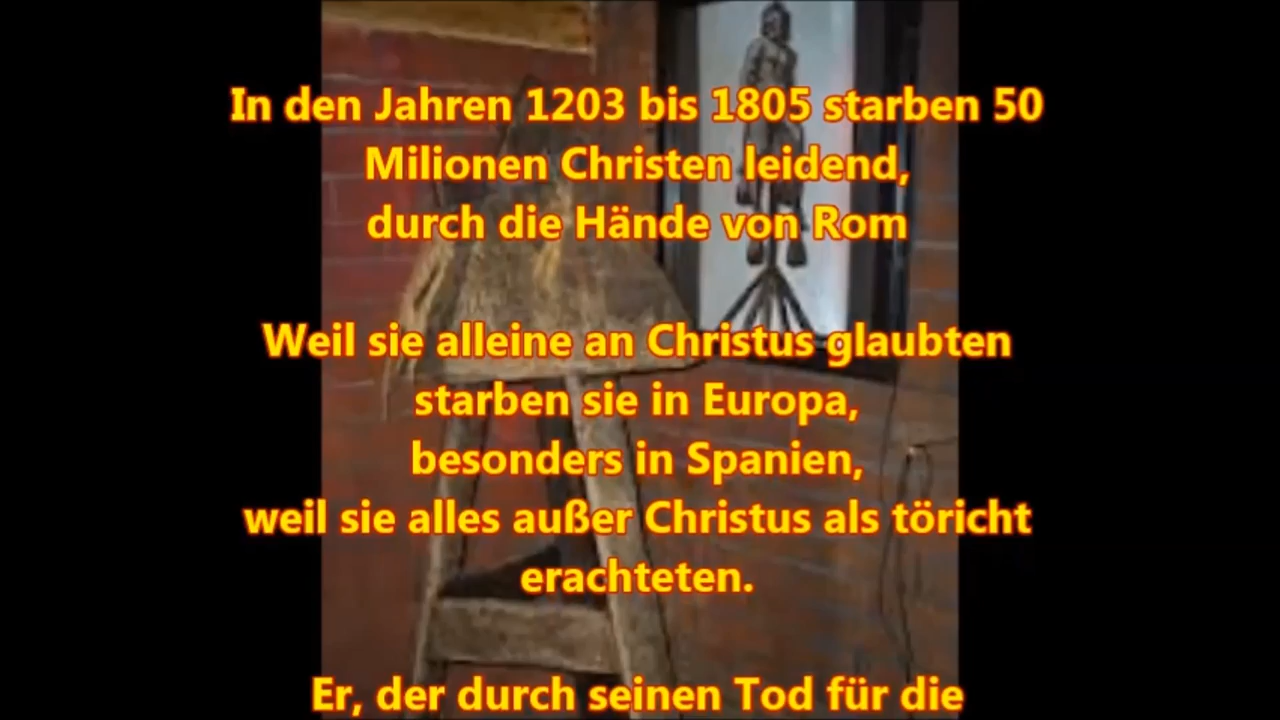 In den Jahren 1203 bis 1805 starben 50
Milionen Christen leidend,
durch die Hände von Rom
Weil sie alleine an Christus glaubten
starben sie in Europa,
besonders in Spanien,
weil sie alles außer Christus als töricht
erachteten.
Er, der durch seinen Tod für die